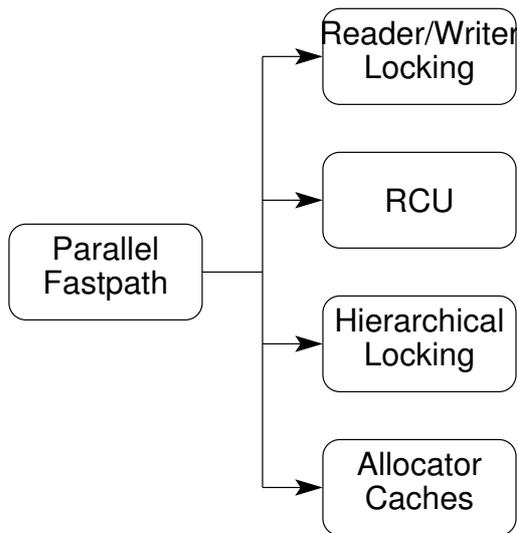 Reader/Writer
Locking
RCU
Parallel
Fastpath
Hierarchical
Locking
Allocator
Caches